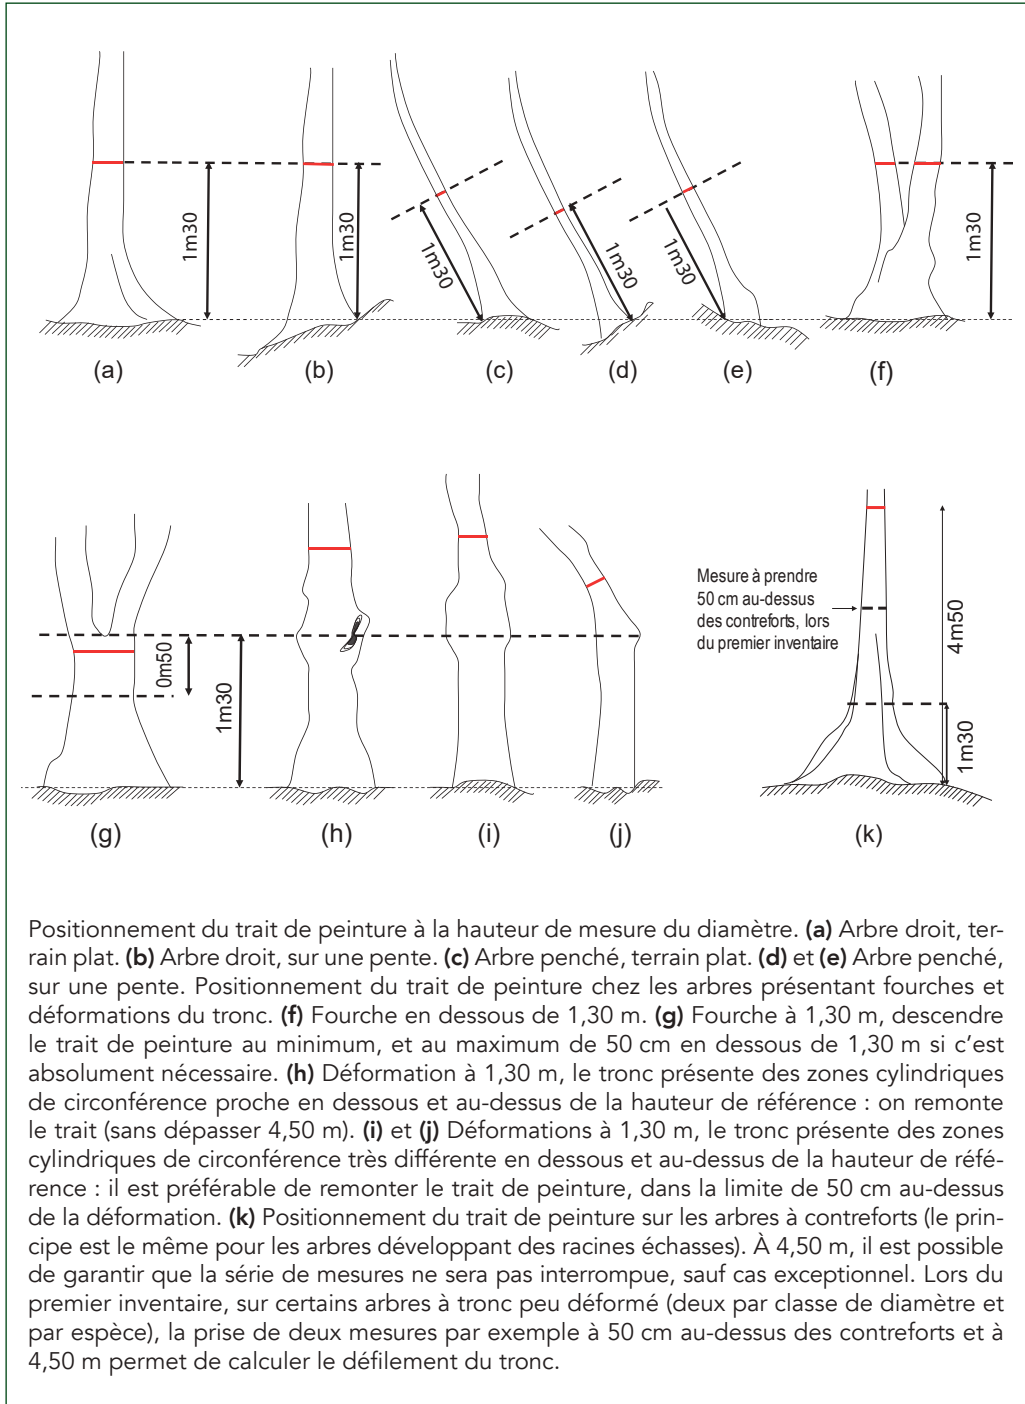 1m30
1m30
1m30
1m30
1m30
1m30
(a)
(b)
(c)
(d)
(e)
(f)
Mesure à prendre
50 cm au-dessus
des contreforts, lors
du premier inventaire
0m50
1m30
4m50
1m30
(g)
(h)
(i)
(j)
(k)
Positionnement du trait de peinture à la hauteur de mesure du diamètre. (a) Arbre droit, ter-
rain plat. (b) Arbre droit, sur une pente. (c) Arbre penché, terrain plat. (d) et (e) Arbre penché,
sur une pente. Positionnement du trait de peinture chez les arbres présentant fourches et
déformations du tronc. (f) Fourche en dessous de 1,30 m. (g) Fourche à 1,30 m, descendre
le trait de peinture au minimum, et au maximum de 50 cm en dessous de 1,30 m si c’est
absolument nécessaire. (h) Déformation à 1,30 m, le tronc présente des zones cylindriques
de circonférence proche en dessous et au-dessus de la hauteur de référence : on remonte
le trait (sans dépasser 4,50 m). (i) et (j) Déformations à 1,30 m, le tronc présente des zones
cylindriques de circonférence très différente en dessous et au-dessus de la hauteur de réfé-
rence : il est préférable de remonter le trait de peinture, dans la limite de 50 cm au-dessus
de la déformation. (k) Positionnement du trait de peinture sur les arbres à contreforts (le prin-
cipe est le même pour les arbres développant des racines échasses). À 4,50 m, il est possible
de garantir que la série de mesures ne sera pas interrompue, sauf cas exceptionnel. Lors du
premier inventaire, sur certains arbres à tronc peu déformé (deux par classe de diamètre et
par espèce), la prise de deux mesures par exemple à 50 cm au-dessus des contreforts et à
4,50 m permet de calculer le défilement du tronc.